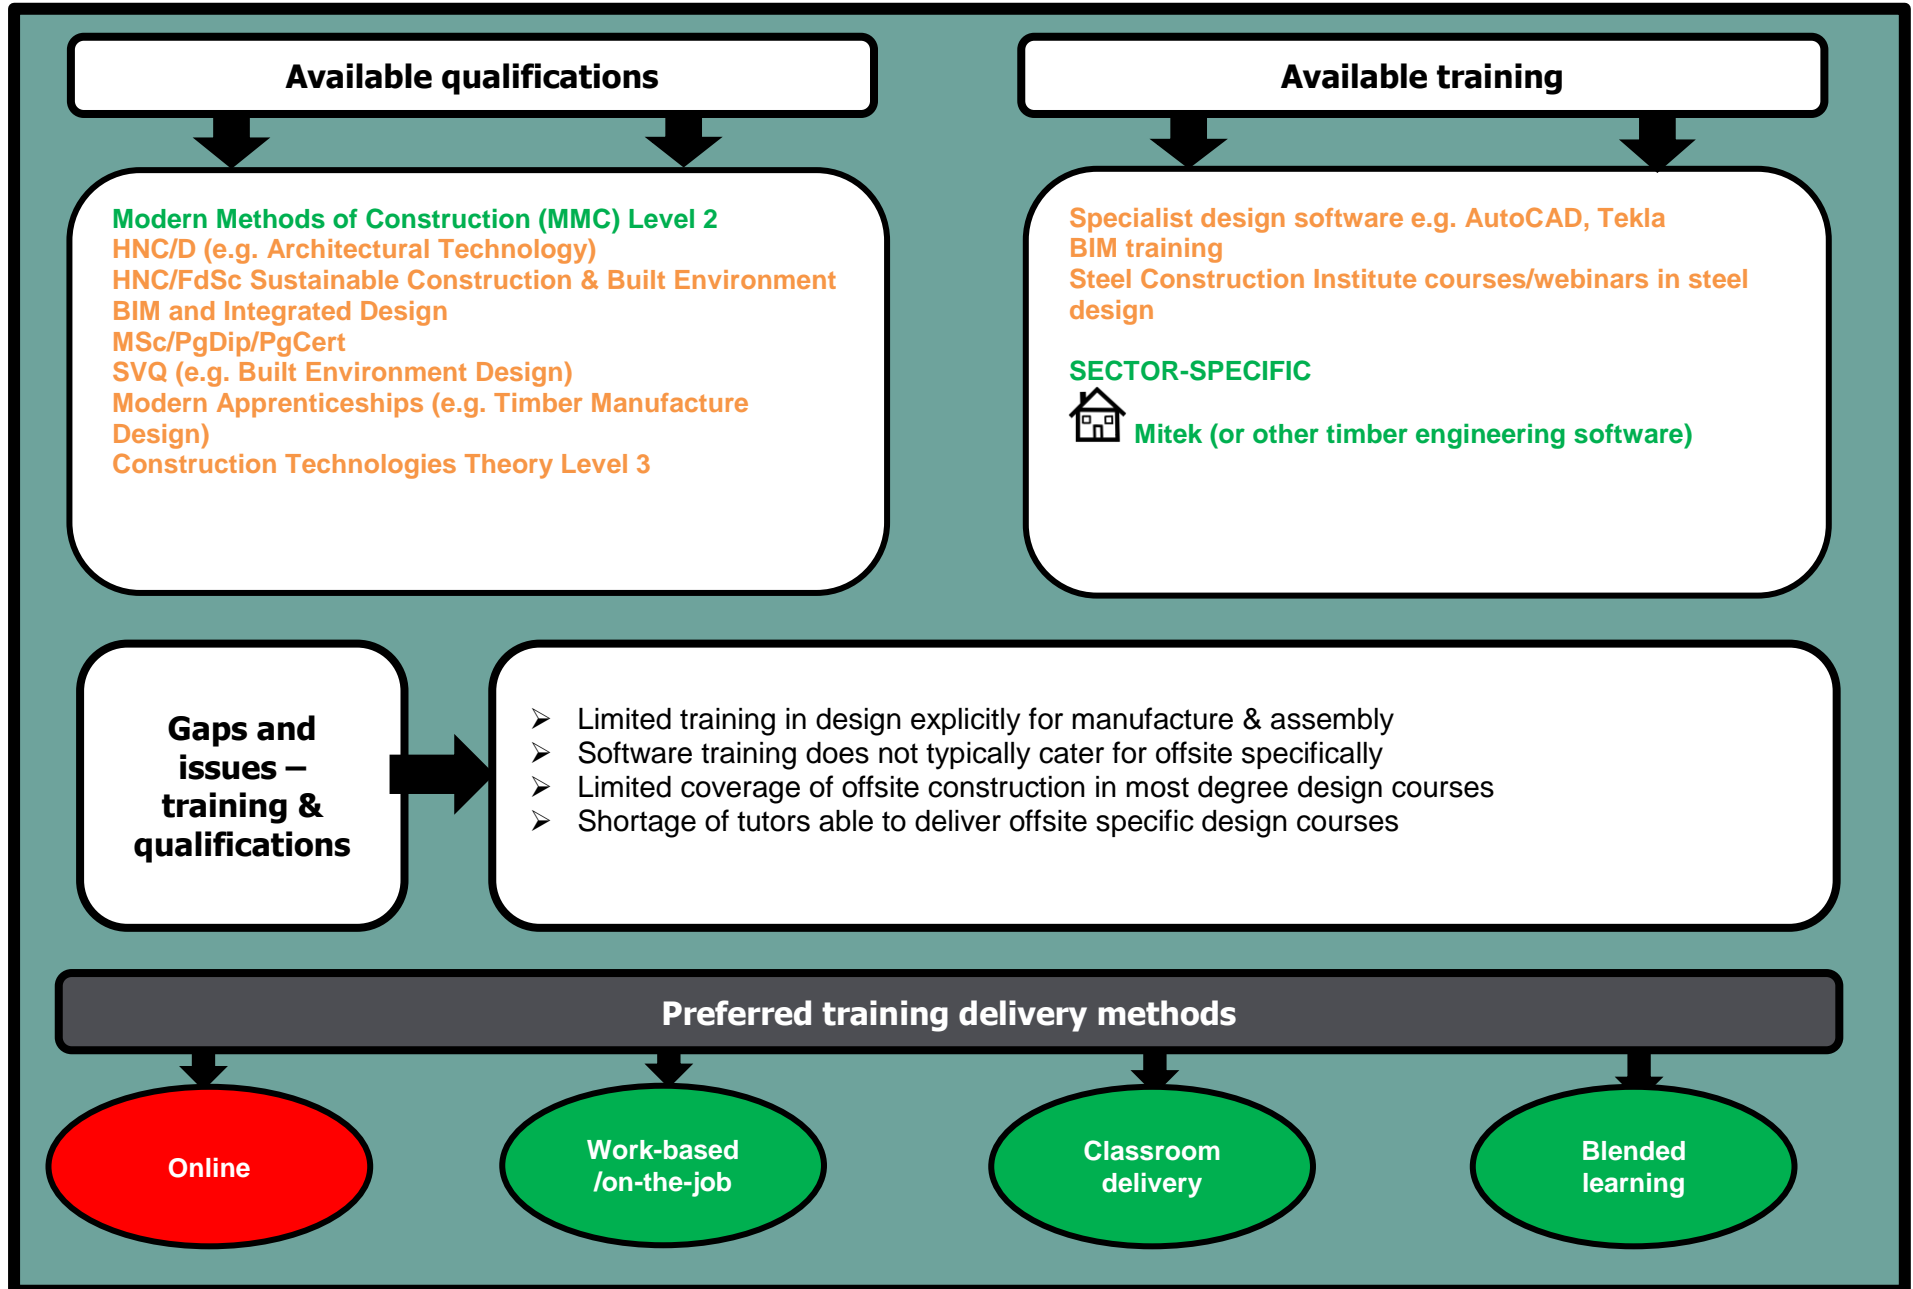 Available qualifications
Available training
Modern Methods of Construction (MMC) Level 2
HNC/D (e.g. Architectural Technology)
HNC/FdSc Sustainable Construction & Built Environment
BIM and Integrated Design
MSc/PgDip/PgCert
SVQ (e.g. Built Environment Design)
Modern Apprenticeships (e.g. Timber Manufacture
Design)
Construction Technologies Theory Level 3
Specialist design software e.g. AutoCAD, Tekla
BIM training
Steel Construction Institute courses/webinars in steel
design
SECTOR-SPECIFIC
Mitek (or other timber engineering software)
Gaps and
issues –
training &
qualifications
➢ Limited training in design explicitly for manufacture & assembly
➢ Software training does not typically cater for offsite specifically
➢ Limited coverage of offsite construction in most degree design courses
➢ Shortage of tutors able to deliver offsite specific design courses
Preferred training delivery methods
Online
Work-based
/on-the-job
Classroom
delivery
Blended
learning